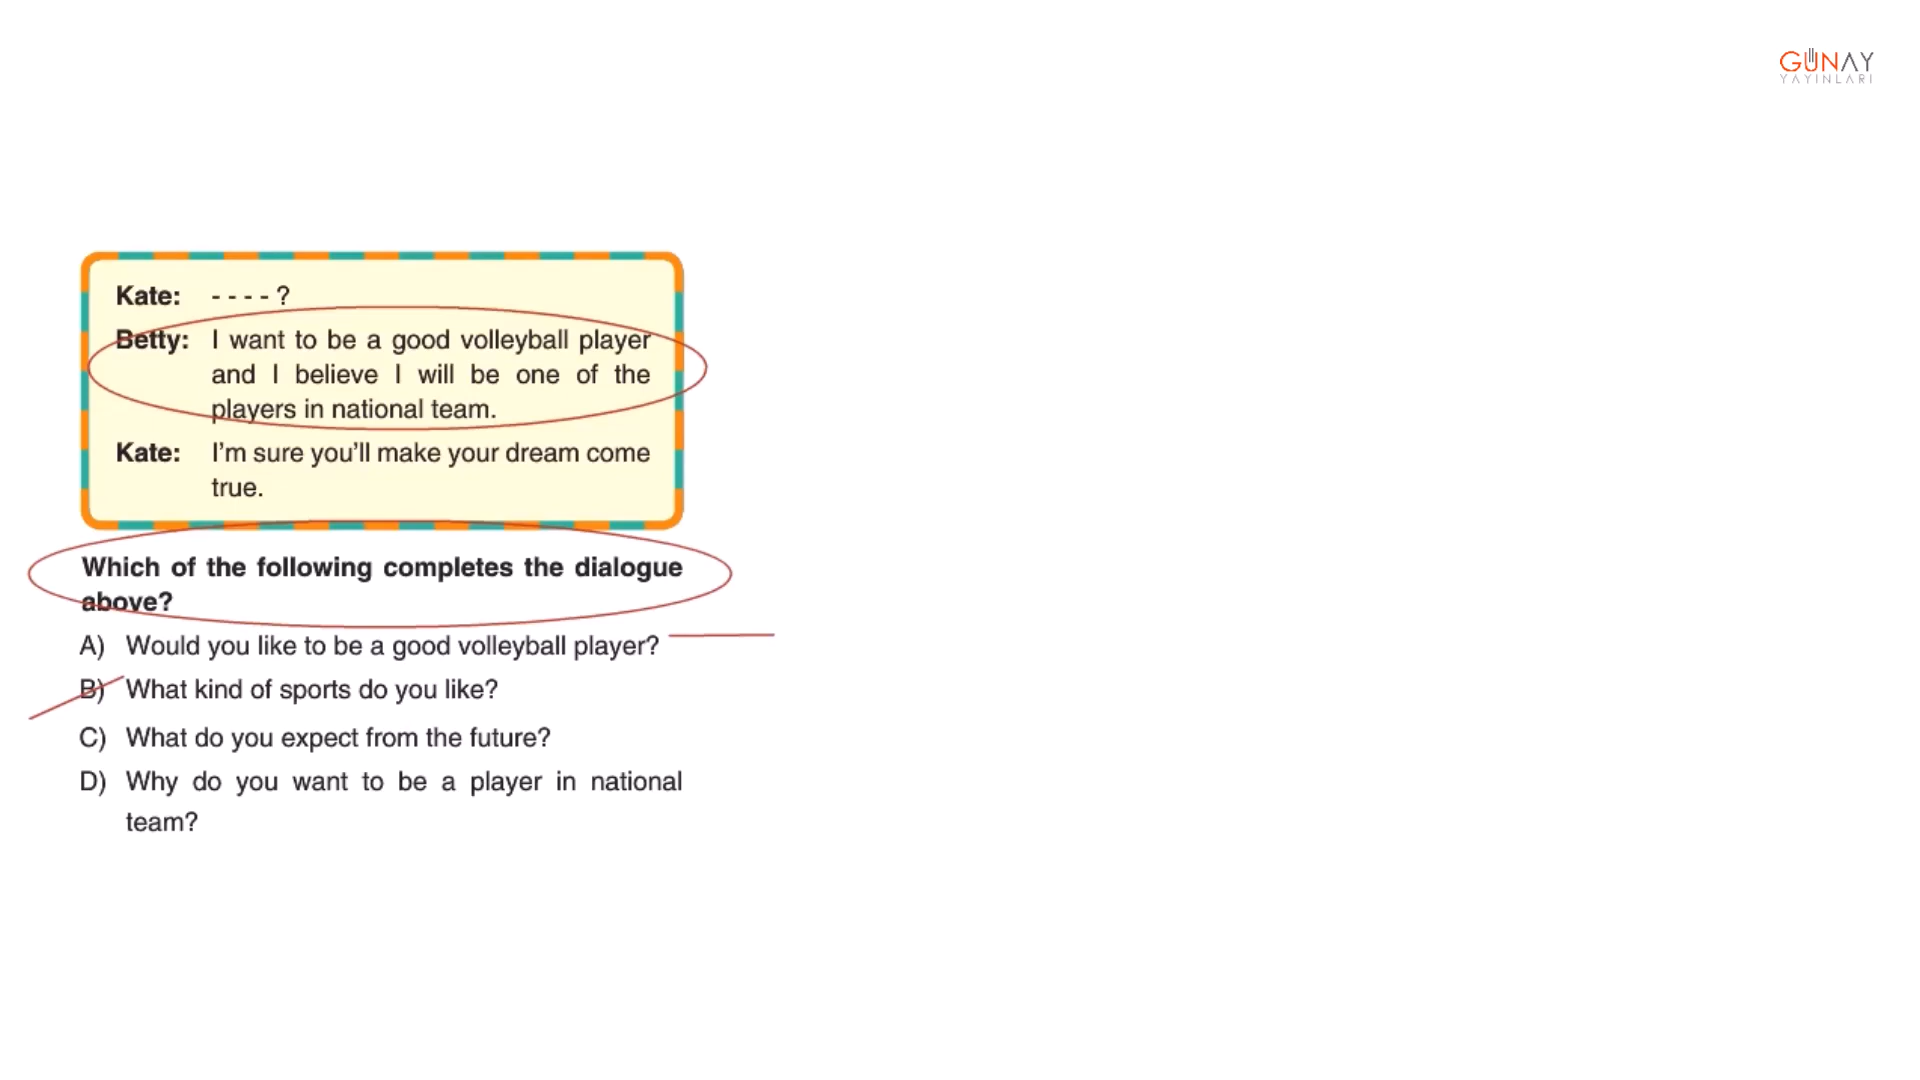 GÜNAY
YAYINLARI
Kate: - - - - ?
Betty: I want to be a good volleyball player
and I believe I will be one of the
players in national team.
Kate: I'm sure you'll make your dream come
true.
Which of the following completes the dialogue
above?
A) Would you like to be a good volleyball player?
B) What kind of sports do you like?
C) What do you expect from the future?
D) Why do you want to be a player in national
team?